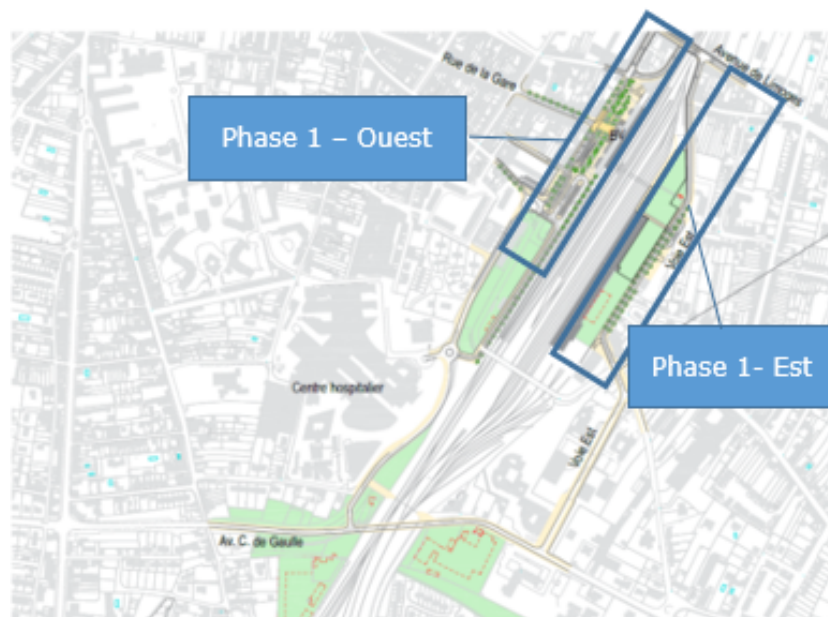 Avenue de Limoges
Rue de la Gare
Phase 1 – Ouest
Voie Est
Phase 1- Est
Centre hospitalier
Voie Est
Av. C. de Gaulle